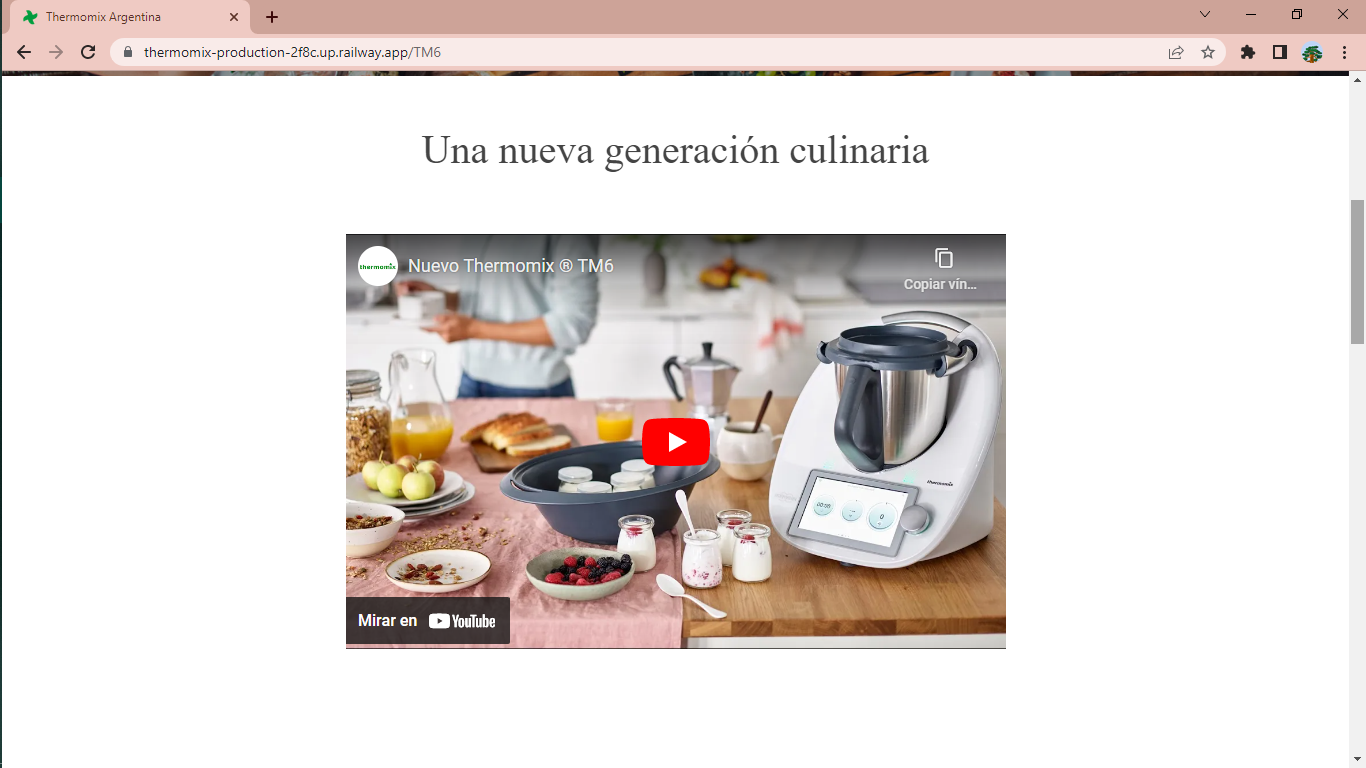 Thermomix Argentina
thermomix-production-2f8c.up.railway.app/TM6
Una nueva generación culinaria
thermomix
Nuevo Thermomix ® TM6
Copiar vín...
thermomix
0
Mirar en YouTube